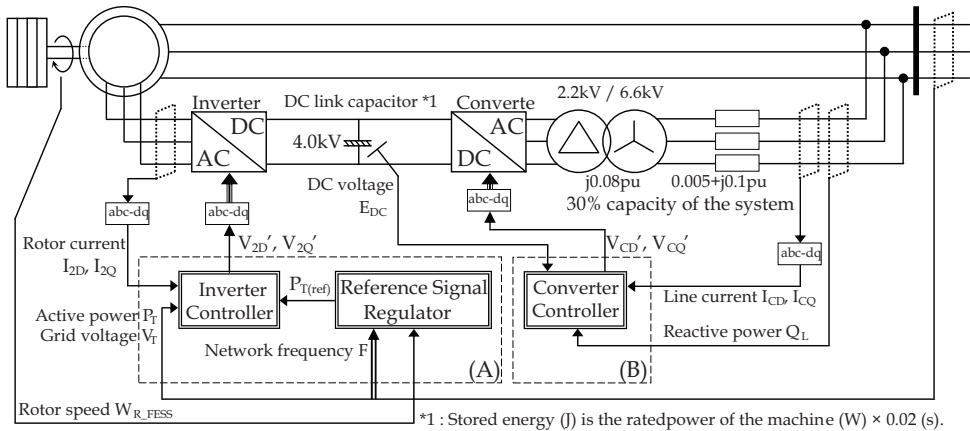 Inverter
DC
AC
DC link capacitor *1
4.0kV
DC voltage
E_DC
Converte
AC
DC
2.2kV / 6.6kV
j0.08pu
0.005+j0.1pu
30% capacity of the system
abc-dq
abc-dq
abc-dq
abc-dq
Rotor current
I_2D, I_2Q
V_2D′, V_2Q′
V_CD′, V_CQ′
Inverter
Controller
P_T(ref)
Reference Signal
Regulator
Converter
Controller
Line current I_CD, I_CQ
Active power P_T
Grid voltage V_T
Reactive power Q_L
Network frequency F
(A)
(B)
Rotor speed W_R_FESS
*1 : Stored energy (J) is the ratedpower of the machine (W) × 0.02 (s).